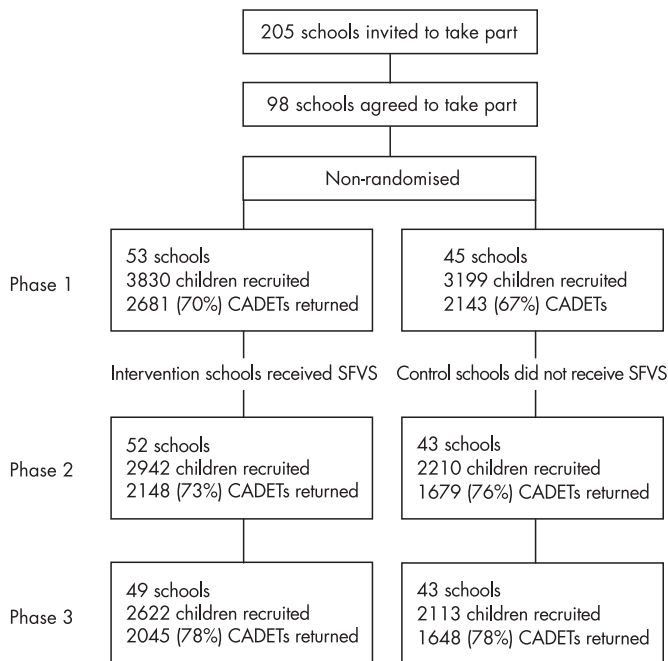 205 schools invited to take part
98 schools agreed to take part
Non-randomised
Phase 1
53 schools
3830 children recruited
2681 (70%) CADETs returned
45 schools
3199 children recruited
2143 (67%) CADETs
Intervention schools received SFVS
Control schools did not receive SFVS
Phase 2
52 schools
2942 children recruited
2148 (73%) CADETs returned
43 schools
2210 children recruited
1679 (76%) CADETs returned
Phase 3
49 schools
2622 children recruited
2045 (78%) CADETs returned
43 schools
2113 children recruited
1648 (78%) CADETs returned